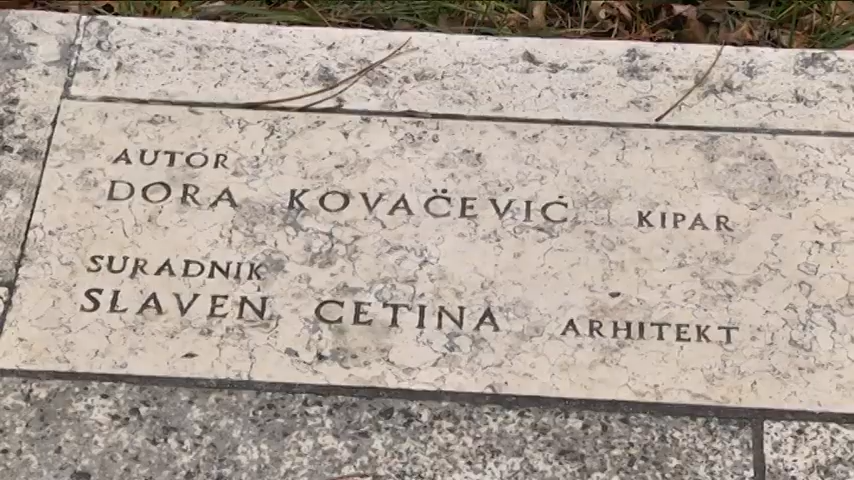 AUTOR
DORA KOVAČEVIĆ KIPAR
SURADNIK
SLAVEN CETINA ARHITEKT